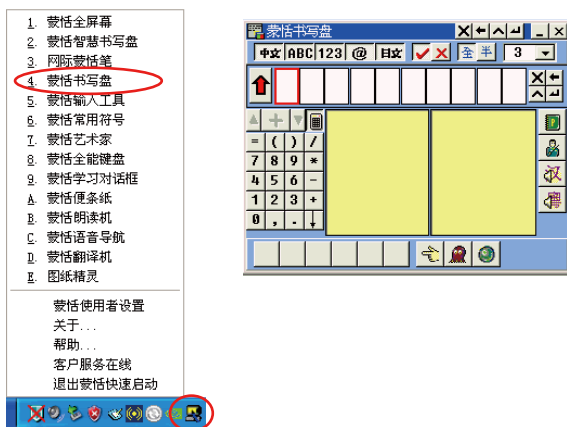 1. 蒙恬全屏幕
2. 蒙恬智慧书写盘
3. 网际蒙恬笔
4. 蒙恬书写盘
5. 蒙恬输入工具
6. 蒙恬常用符号
7. 蒙恬艺术家
8. 蒙恬全能键盘
9. 蒙恬学习对话框
A. 蒙恬便条纸
B. 蒙恬朗读机
C. 蒙恬语音导航
D. 蒙恬翻译机
E. 图纸精灵
蒙恬使用者设置
关于...
帮助...
客户服务在线
退出蒙恬快速启动
蒙恬书写盘
中文 ABC 123 @ 日文 全 半 3
= ( ) /
7 8 9 *
4 5 6 -
1 2 3 +
0 , .
汉